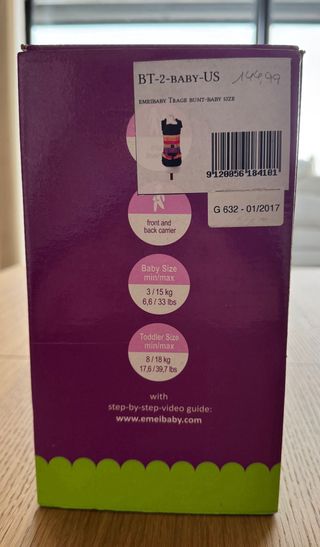 BT-2-BABY-US
144,99
EMEIBABY TRAGE BUNT-BABY SIZE
9120056184181
G 632 - 01/2017
front and
back carrier
Baby Size
min/max
3 / 15 kg
6,6 / 33 lbs
Toddler Size
min/max
8 / 18 kg
17,6 /39,7 lbs
with
step-by-step-video guide:
www.emeibaby.com